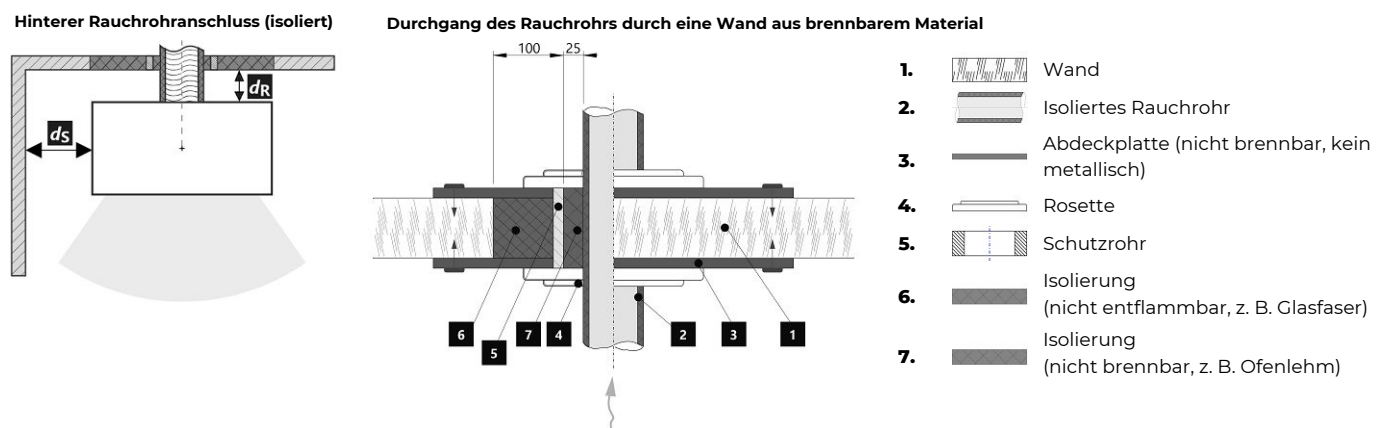 Hinterer Rauchrohranschluss (isoliert)
dR
dS
Durchgang des Rauchrohrs durch eine Wand aus brennbarem Material
100 25
6
5
7
4
2
3
1
1. Wand
2. Isoliertes Rauchrohr
3. Abdeckplatte (nicht brennbar, kein
metallisch)
4. Rosette
5. Schutzrohr
6. Isolierung
(nicht entflammbar, z. B. Glasfaser)
7. Isolierung
(nicht brennbar, z. B. Ofenlehm)